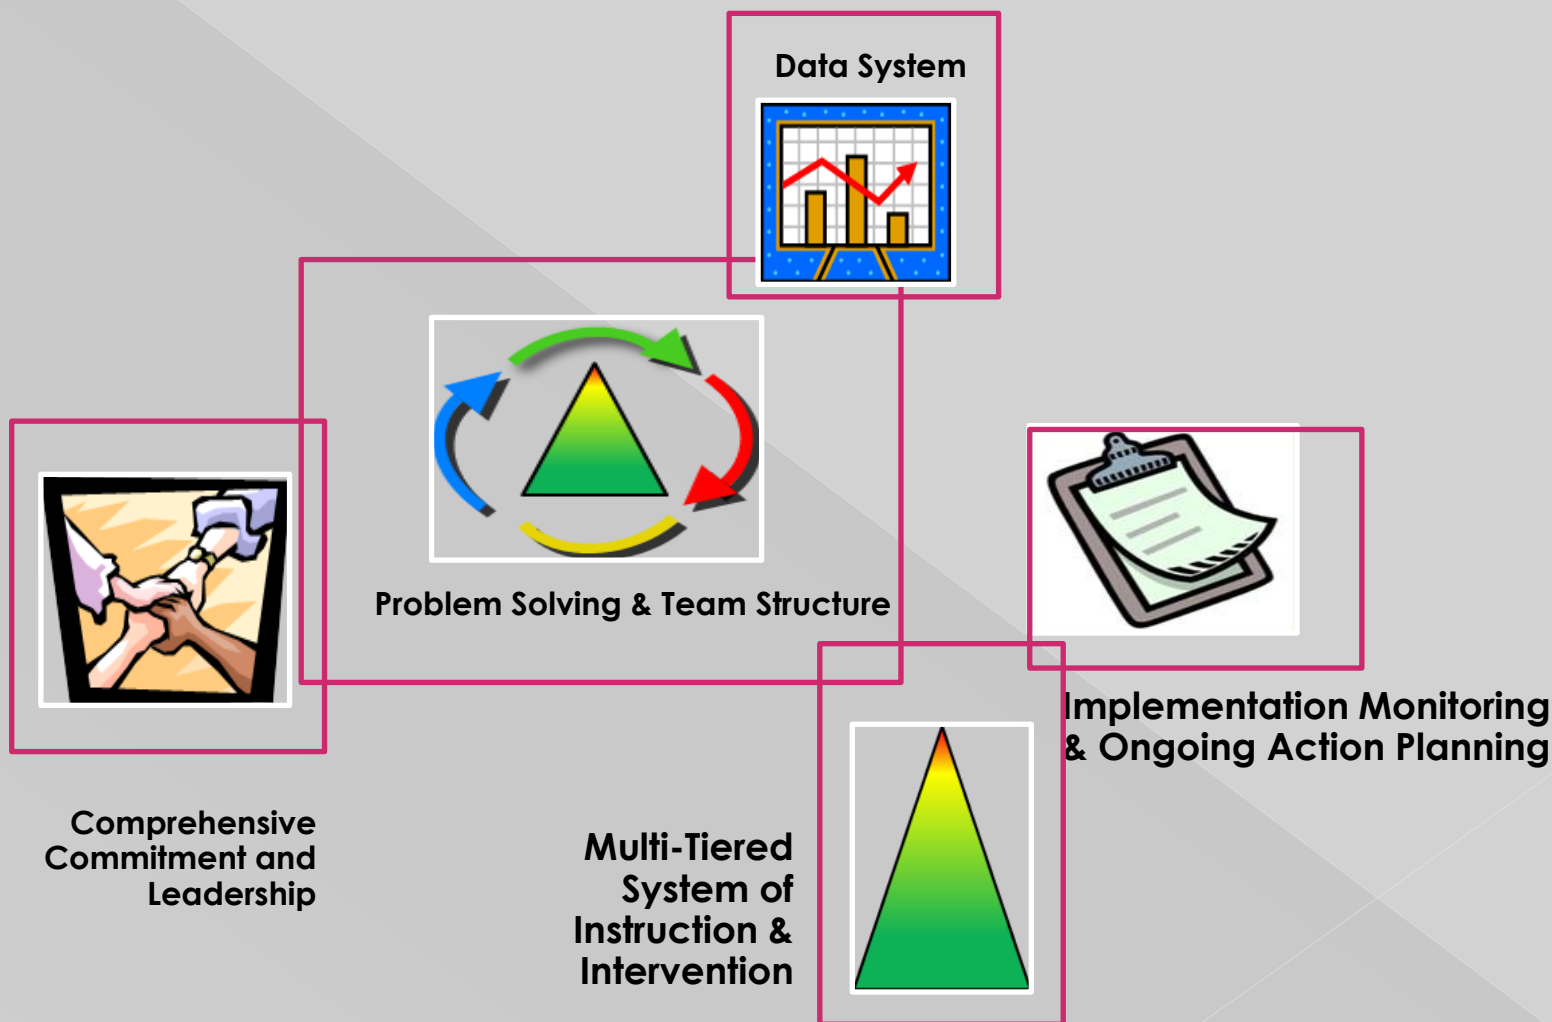 Data System
Problem Solving & Team Structure
Implementation Monitoring
& Ongoing Action Planning
Comprehensive
Commitment and
Leadership
Multi-Tiered
System of
Instruction &
Intervention